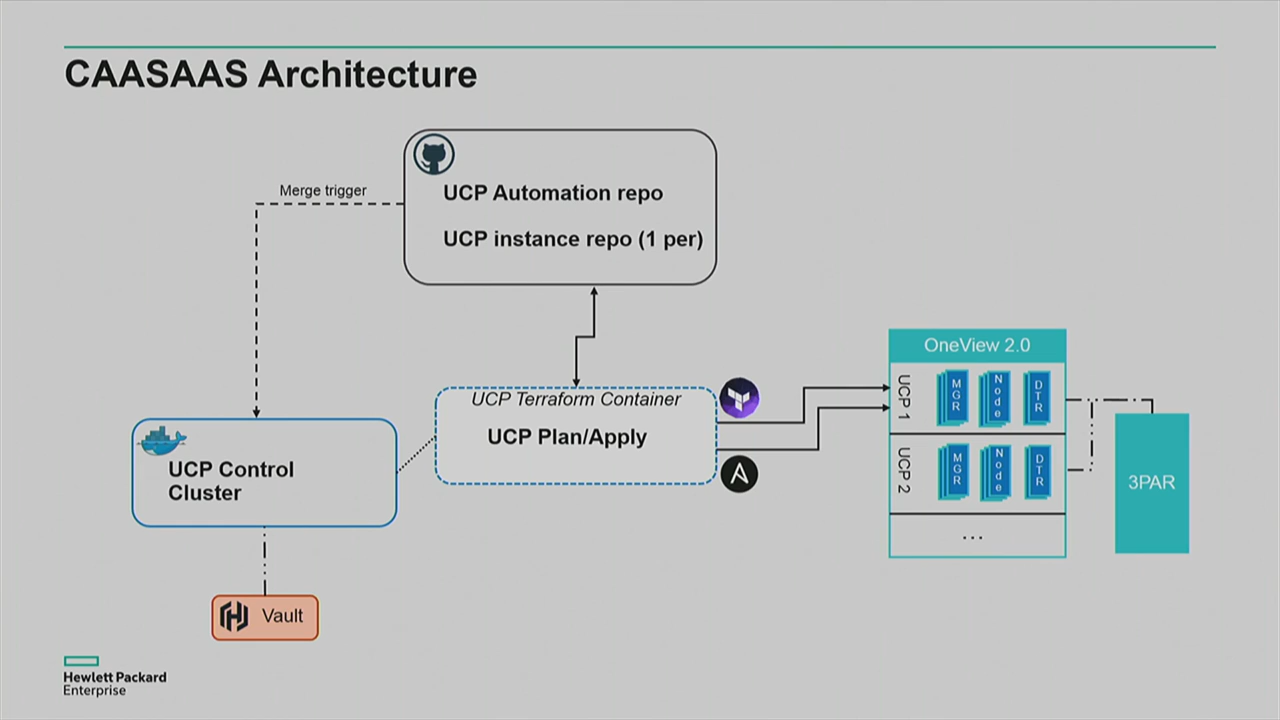 CAASAAS Architecture
Merge trigger
UCP Automation repo
UCP instance repo (1 per)
UCP Terraform Container
UCP Plan/Apply
UCP Control
Cluster
Vault
OneView 2.0
UCP 1
MGR
Node
DTR
UCP 2
MGR
Node
DTR
...
3PAR
Hewlett Packard
Enterprise